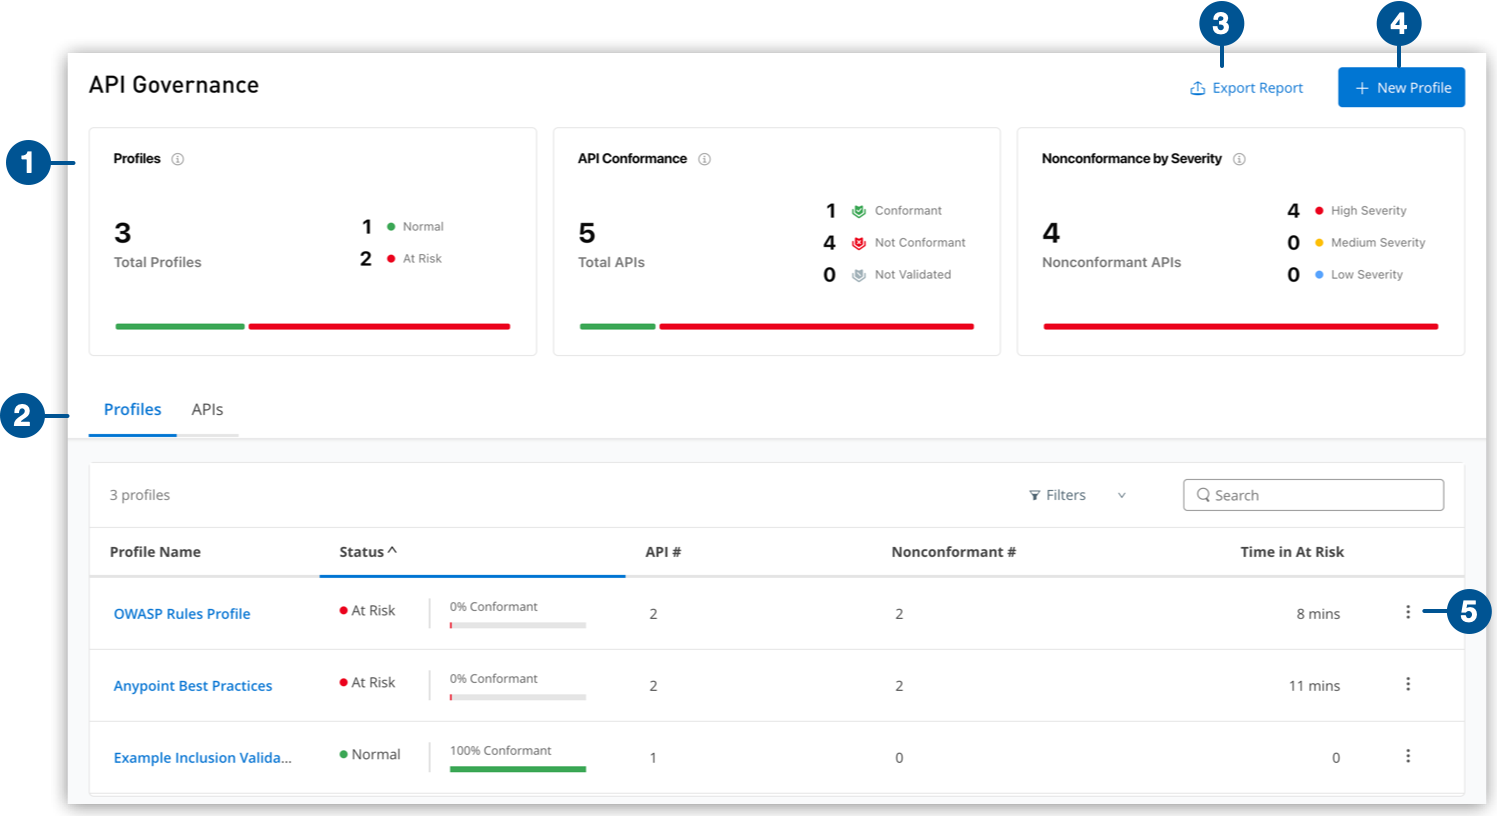 3
4
API Governance
Export Report
+ New Profile
1
Profiles
3
Total Profiles
1 Normal
2 At Risk
API Conformance
5
Total APIs
1 Conformant
4 Not Conformant
0 Not Validated
Nonconformance by Severity
4
Nonconformant APIs
4 High Severity
0 Medium Severity
0 Low Severity
2
Profiles APIs
3 profiles
Filters
Search
Profile Name Status API # Nonconformant # Time in At Risk
OWASP Rules Profile At Risk 0% Conformant 2 2 8 mins
5
Anypoint Best Practices At Risk 0% Conformant 2 2 11 mins
Example Inclusion Valida... Normal 100% Conformant 1 0 0